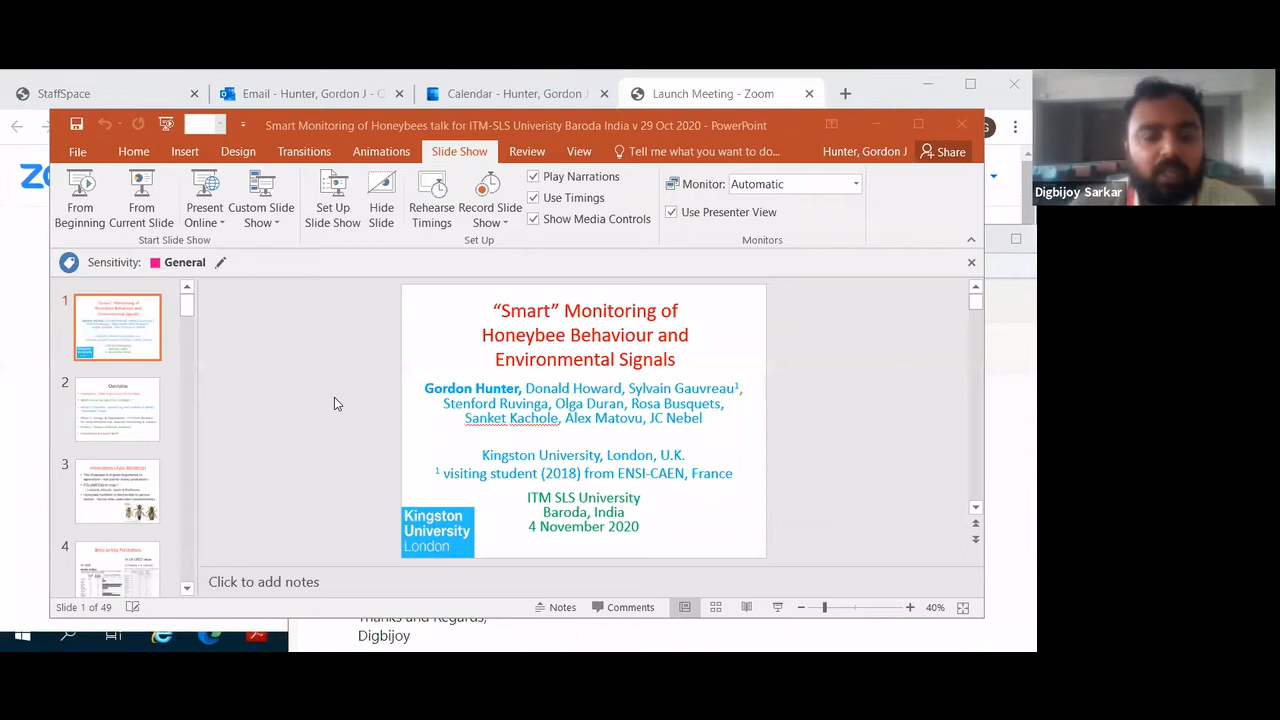 StaffSpace
Email - Hunter, Gordon J - C
Calendar - Hunter, Gordon J
Launch Meeting - Zoom
Smart Monitoring of Honeybees talk for ITM-SLS Univeristy Baroda India v 29 Oct 2020 - PowerPoint
File
Home
Insert
Design
Transitions
Animations
Slide Show
Review
View
Tell me what you want to do...
Hunter, Gordon J
Share
From Beginning
From Current Slide
Present Online
Custom Slide Show
Set Up Slide Show
Hide Slide
Rehearse Timings
Record Slide Show
Play Narrations
Use Timings
Show Media Controls
Monitor:
Automatic
Use Presenter View
Start Slide Show
Set Up
Monitors
Sensitivity:
General
Digbijoy Sarkar
1
2
Overview
3
4
"Smart" Monitoring of
Honeybee Behaviour and
Environmental Signals
Gordon Hunter, Donald Howard, Sylvain Gauvreau1,
Stenford Ruvinga, Olga Duran, Rosa Busquets,
Sanket Kachole, Alex Matovu, JC Nebel
Kingston University, London, U.K.
1 visiting student (2018) from ENSI-CAEN, France
ITM SLS University
Baroda, India
4 November 2020
Kingston
University
London
Click to add notes
Slide 1 of 49
Notes
Comments
40%
Thanks and Regards,
Digbijoy